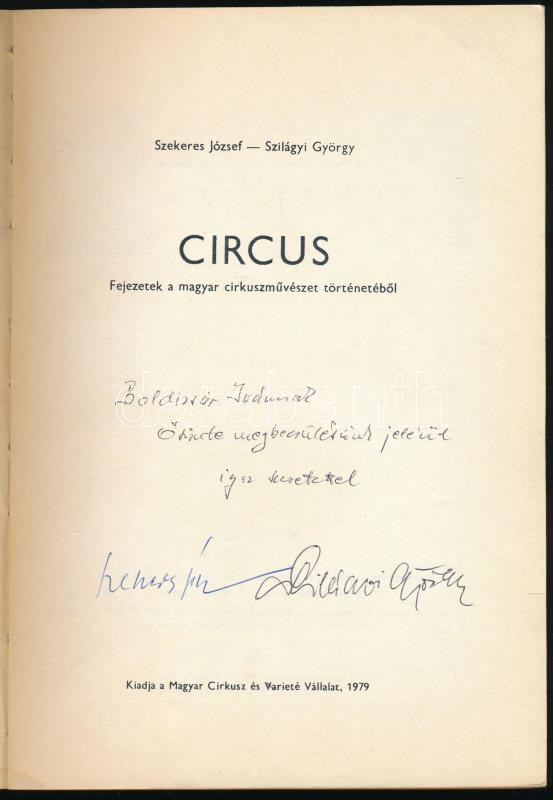 Szekeres József — Szilágyi György
CIRCUS
Fejezetek a magyar cirkuszművészet történetéből
Boldizsár Ivánnak
Őszinte megbecsülésünk jeléül
igaz szeretettel
Szekeres József
Szilágyi György
Kiadja a Magyar Cirkusz és Varieté Vállalat, 1979